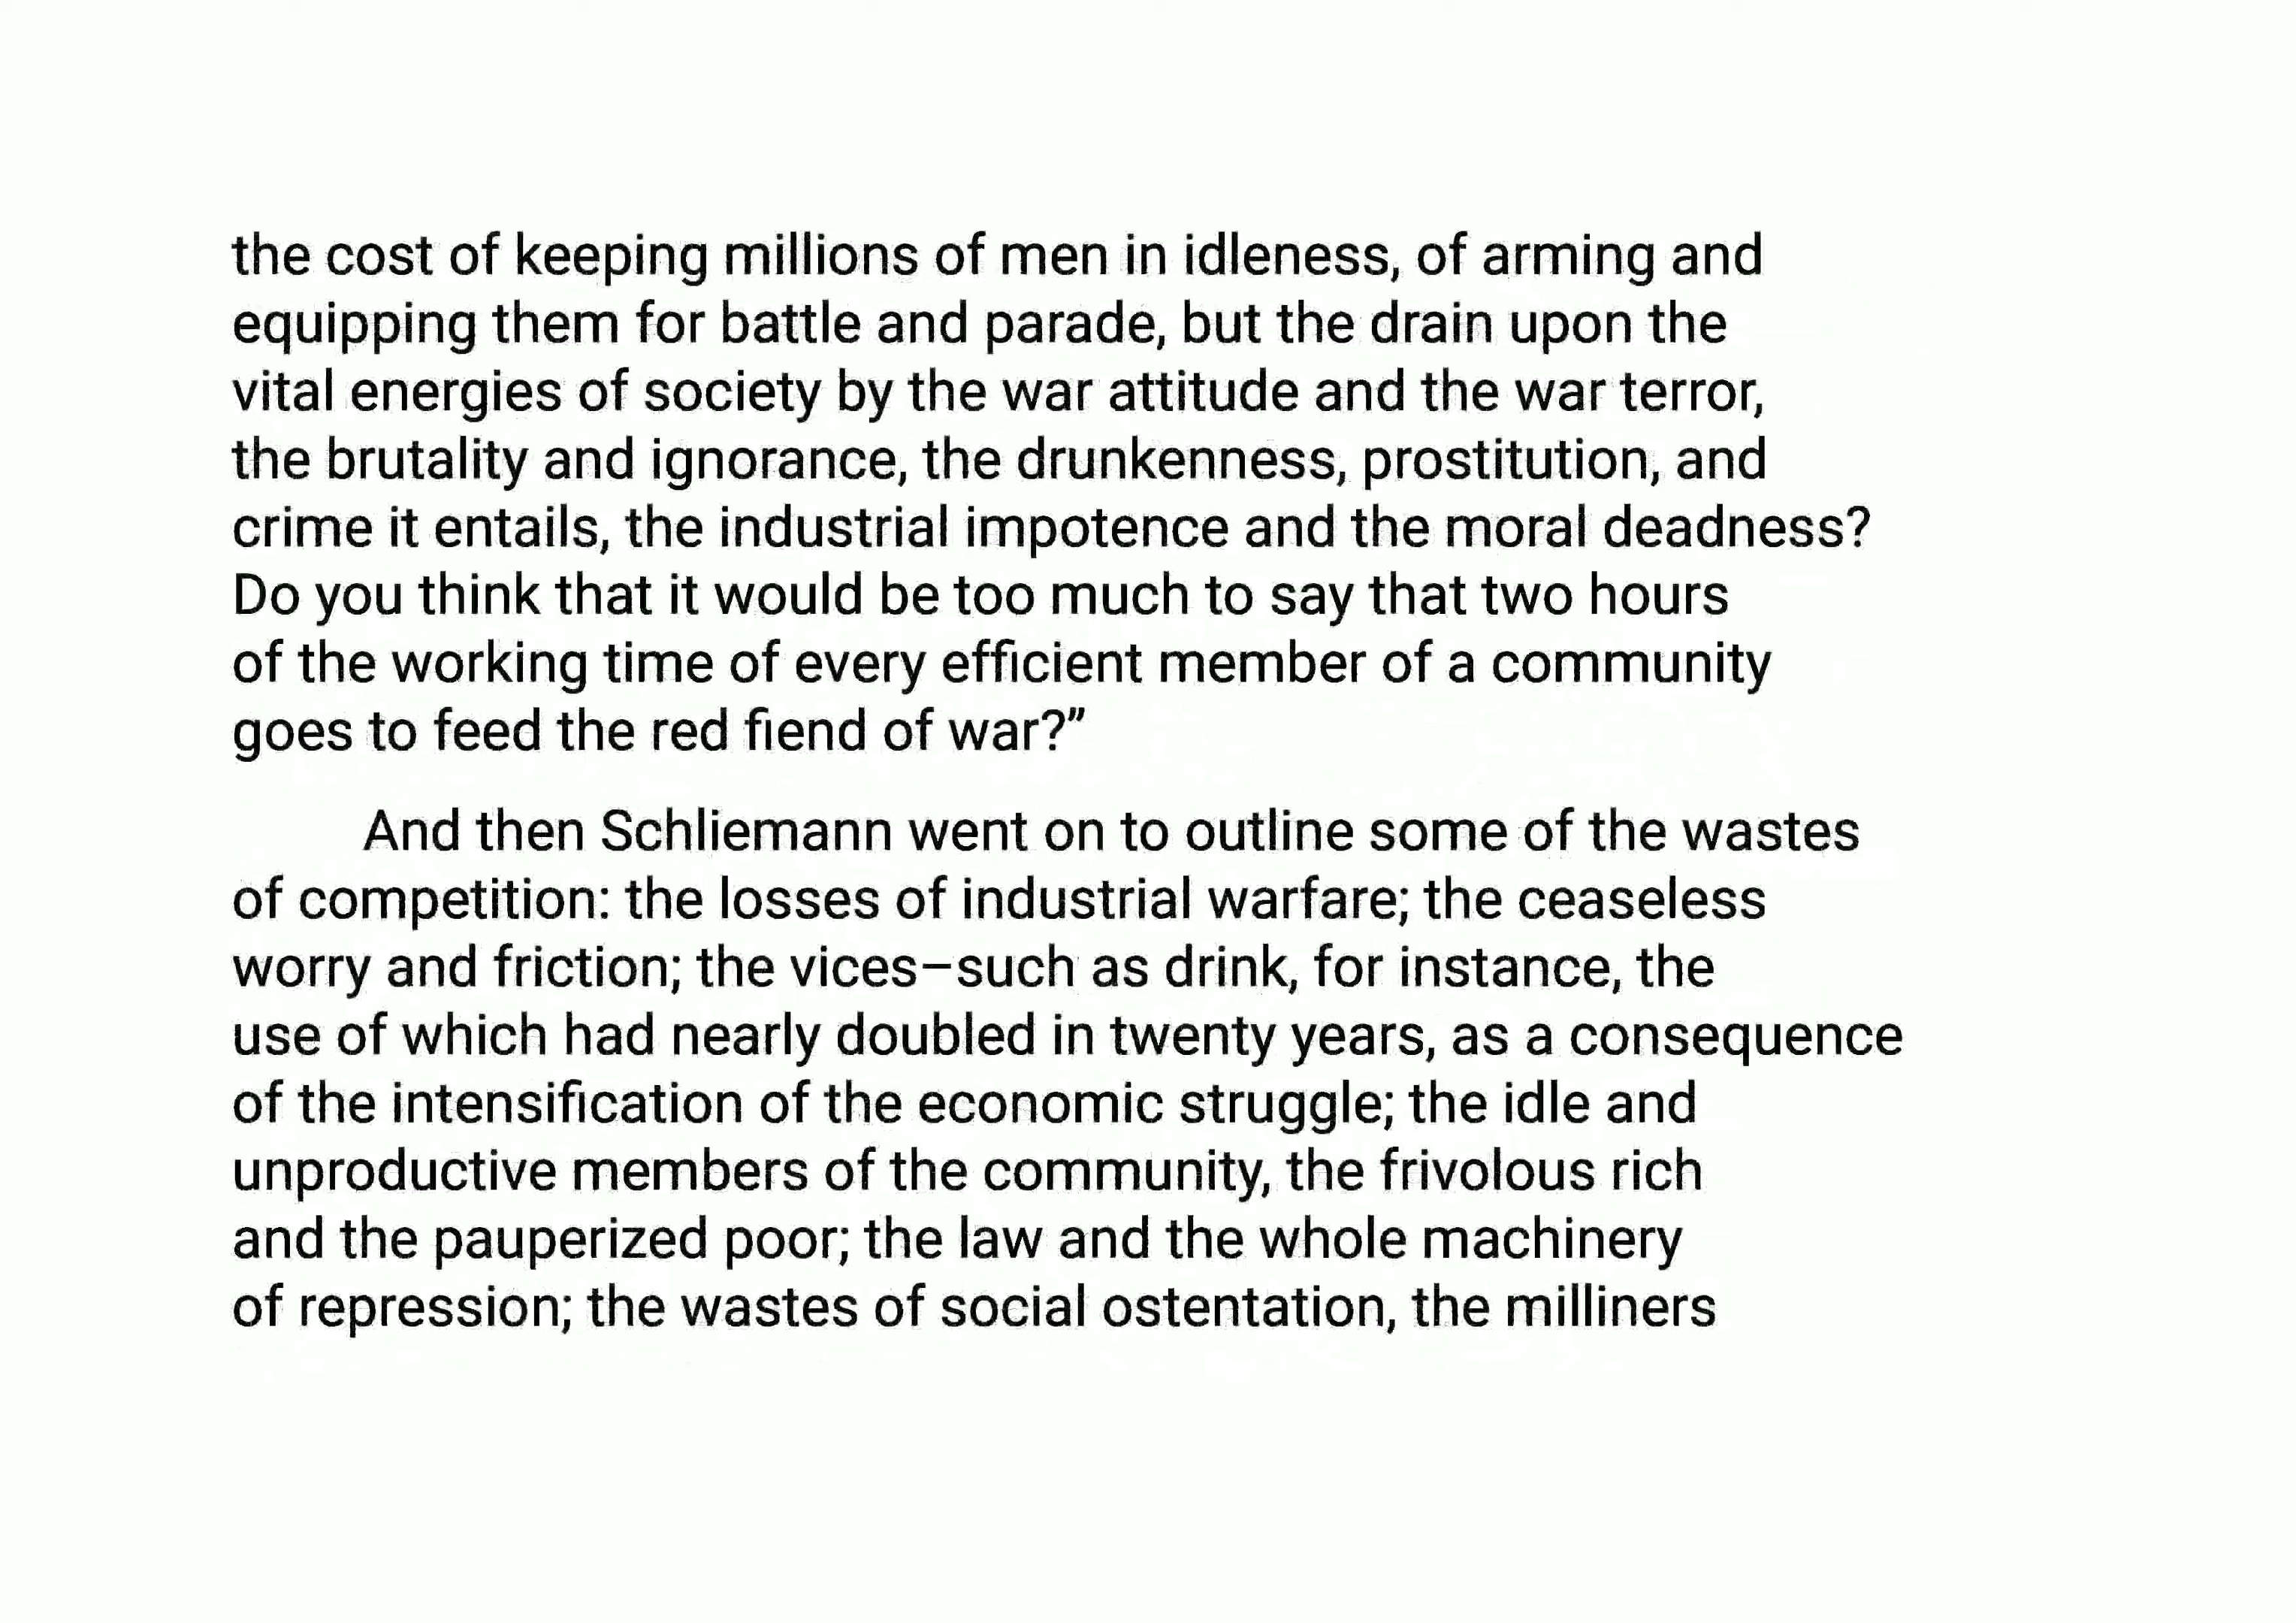 the cost of keeping millions of men in idleness, of arming and
equipping them for battle and parade, but the drain upon the
vital energies of society by the war attitude and the war terror,
the brutality and ignorance, the drunkenness, prostitution, and
crime it entails, the industrial impotence and the moral deadness?
Do you think that it would be too much to say that two hours
of the working time of every efficient member of a community
goes to feed the red fiend of war?”
And then Schliemann went on to outline some of the wastes
of competition: the losses of industrial warfare; the ceaseless
worry and friction; the vices–such as drink, for instance, the
use of which had nearly doubled in twenty years, as a consequence
of the intensification of the economic struggle; the idle and
unproductive members of the community, the frivolous rich
and the pauperized poor; the law and the whole machinery
of repression; the wastes of social ostentation, the milliners